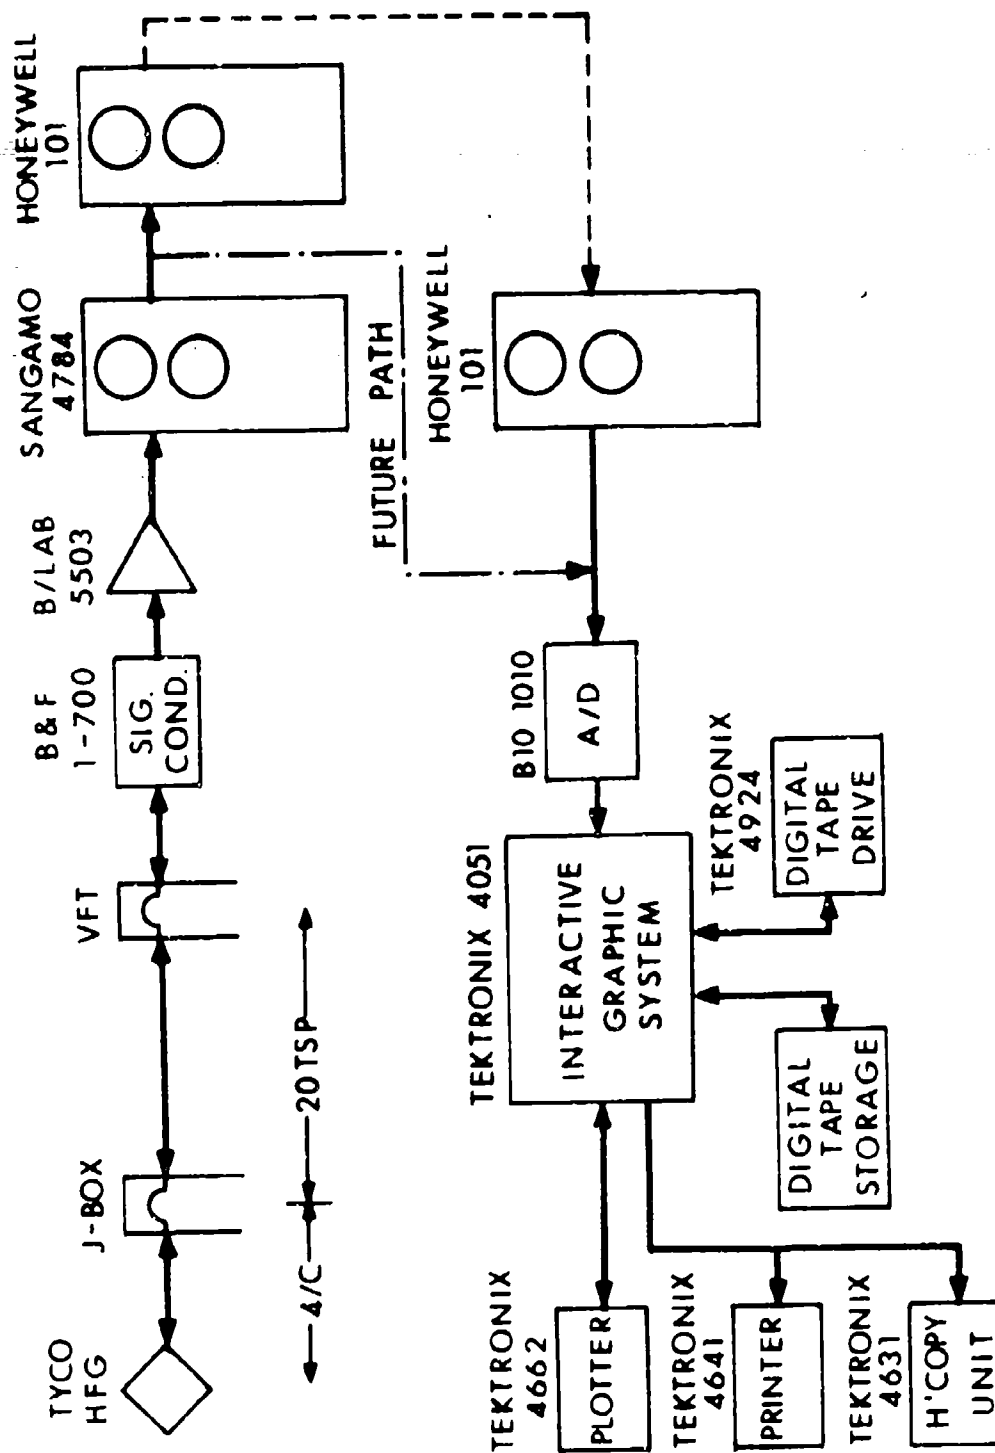 TYCO
HFG
J-BOX
VFT
B&F
1-700
SIG.
COND.
B/LAB
5503
SANGAMO
4784
HONEYWELL
101
4/C
20TSP
FUTURE PATH
HONEYWELL
101
B10 1010
A/D
TEKTRONIX 4051
INTERACTIVE
GRAPHIC
SYSTEM
TEKTRONIX
4924
DIGITAL
TAPE
DRIVE
DIGITAL
TAPE
STORAGE
TEKTRONIX
4662
PLOTTER
TEKTRONIX
4641
PRINTER
TEKTRONIX
4631
H'COPY
UNIT